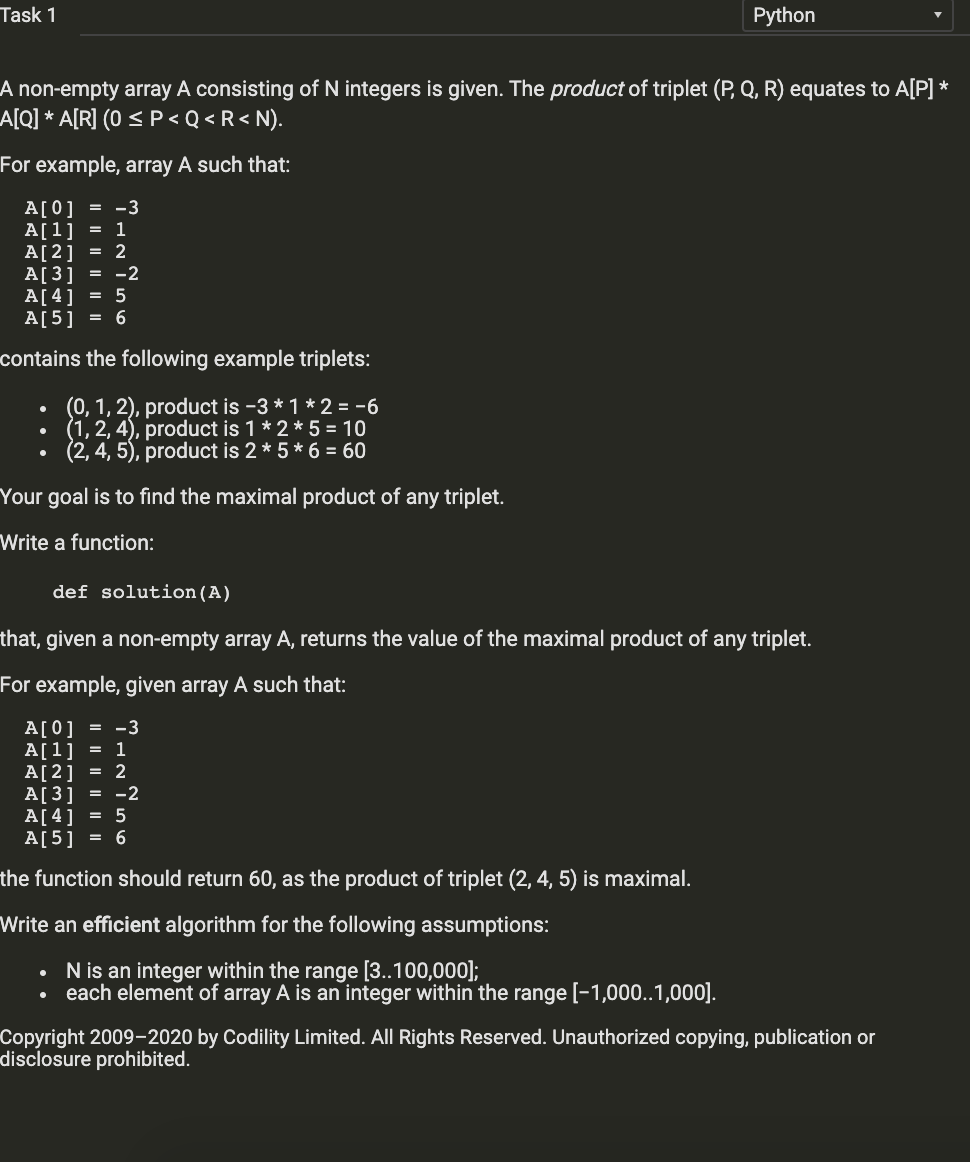 Task 1
Python
A non-empty array A consisting of N integers is given. The product of triplet (P, Q, R) equates to A[P] *
A[Q] * A[R] (0 ≤ P < Q < R < N).
For example, array A such that:
A[0] = -3
A[1] = 1
A[2] = 2
A[3] = -2
A[4] = 5
A[5] = 6
contains the following example triplets:
• (0, 1, 2), product is −3 * 1 * 2 = −6
• (1, 2, 4), product is 1 * 2 * 5 = 10
• (2, 4, 5), product is 2 * 5 * 6 = 60
Your goal is to find the maximal product of any triplet.
Write a function:
def solution(A)
that, given a non-empty array A, returns the value of the maximal product of any triplet.
For example, given array A such that:
A[0] = -3
A[1] = 1
A[2] = 2
A[3] = -2
A[4] = 5
A[5] = 6
the function should return 60, as the product of triplet (2, 4, 5) is maximal.
Write an efficient algorithm for the following assumptions:
• N is an integer within the range [3..100,000];
• each element of array A is an integer within the range [−1,000..1,000].
Copyright 2009–2020 by Codility Limited. All Rights Reserved. Unauthorized copying, publication or
disclosure prohibited.